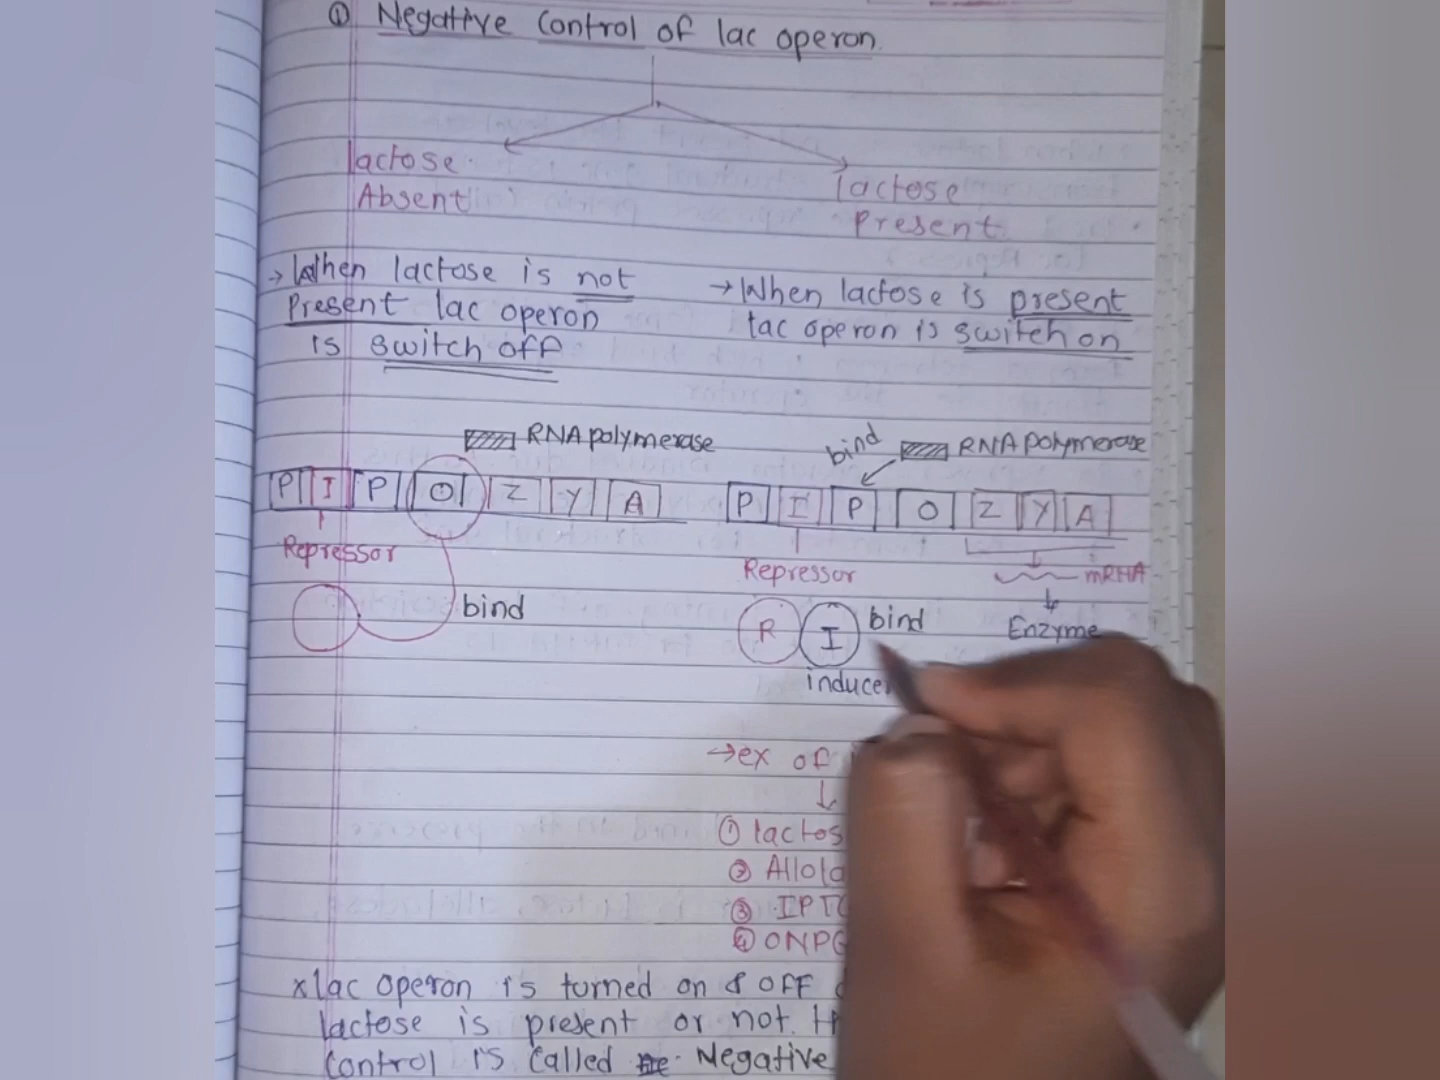 ① Negative control of lac operon.
lactose
Absent
lactose
Present.
→ When lactose is not
Present lac operon
is switch off
→ When lactose is present
lac operon is switch on
RNA polymerase
P I P O Z Y A
Repressor
bind
bind
RNA polymerase
P I P O Z Y A
Repressor
mRNA
R I bind
Enzyme
inducer
→ ex of
① lactos
② Allola
③ IPTG
④ ONPG
x lac operon is turned on & OFF
lactose is present or not.
control is called Negative